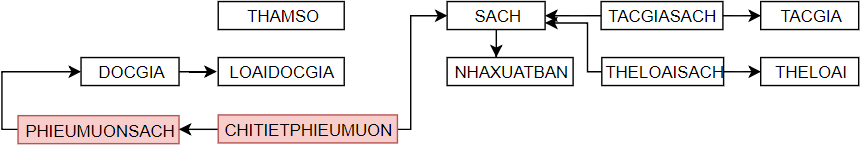 THAMSO
SACH
TACGIASACH
TACGIA
DOCGIA
LOAIDOCGIA
NHAXUATBAN
THELOAISACH
THELOAI
PHIEUMUONSACH
CHITIETPHIEUMUON